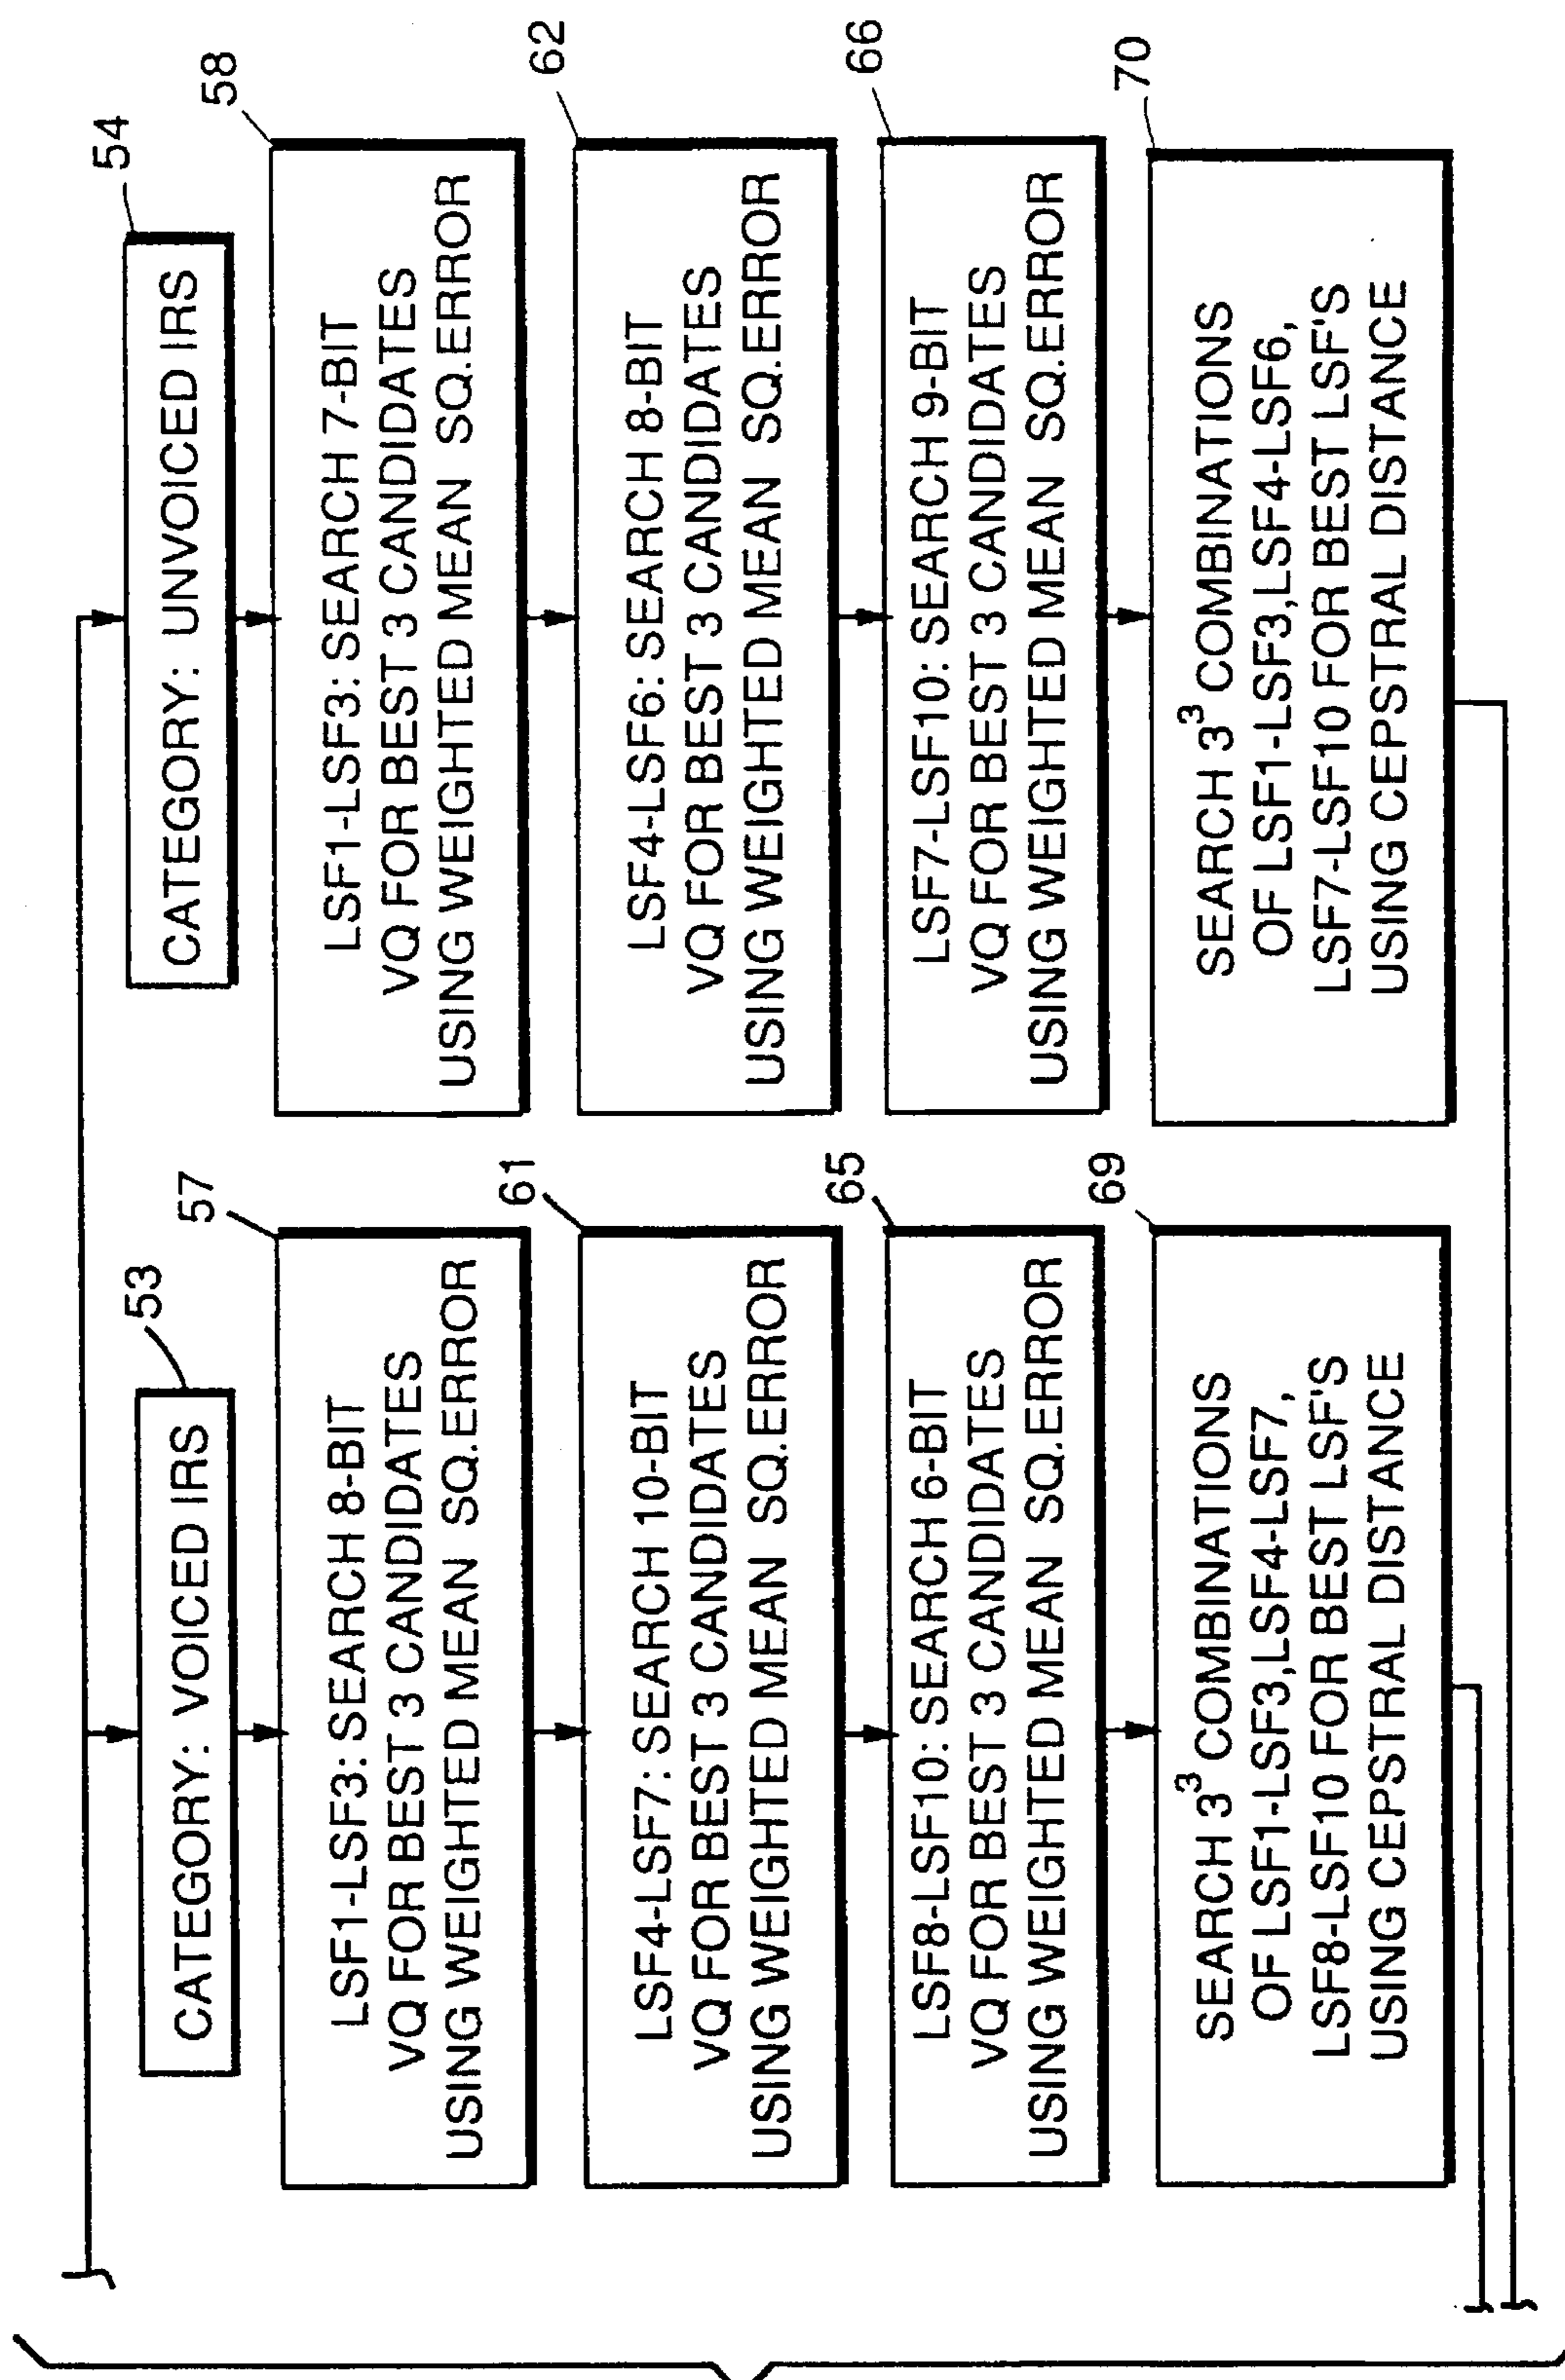 53
CATEGORY: VOICED IRS
57
LSF1-LSF3: SEARCH 8-BIT
VQ FOR BEST 3 CANDIDATES
USING WEIGHTED MEAN SQ.ERROR
61
LSF4-LSF7: SEARCH 10-BIT
VQ FOR BEST 3 CANDIDATES
USING WEIGHTED MEAN SQ.ERROR
65
LSF8-LSF10: SEARCH 6-BIT
VQ FOR BEST 3 CANDIDATES
USING WEIGHTED MEAN SQ.ERROR
69
SEARCH 3³ COMBINATIONS
OF LSF1-LSF3,LSF4-LSF7,
LSF8-LSF10 FOR BEST LSF'S
USING CEPSTRAL DISTANCE
54
CATEGORY: UNVOICED IRS
58
LSF1-LSF3: SEARCH 7-BIT
VQ FOR BEST 3 CANDIDATES
USING WEIGHTED MEAN SQ.ERROR
62
LSF4-LSF6: SEARCH 8-BIT
VQ FOR BEST 3 CANDIDATES
USING WEIGHTED MEAN SQ.ERROR
66
LSF7-LSF10: SEARCH 9-BIT
VQ FOR BEST 3 CANDIDATES
USING WEIGHTED MEAN SQ.ERROR
70
SEARCH 3³ COMBINATIONS
OF LSF1-LSF3,LSF4-LSF6,
LSF7-LSF10 FOR BEST LSF'S
USING CEPSTRAL DISTANCE